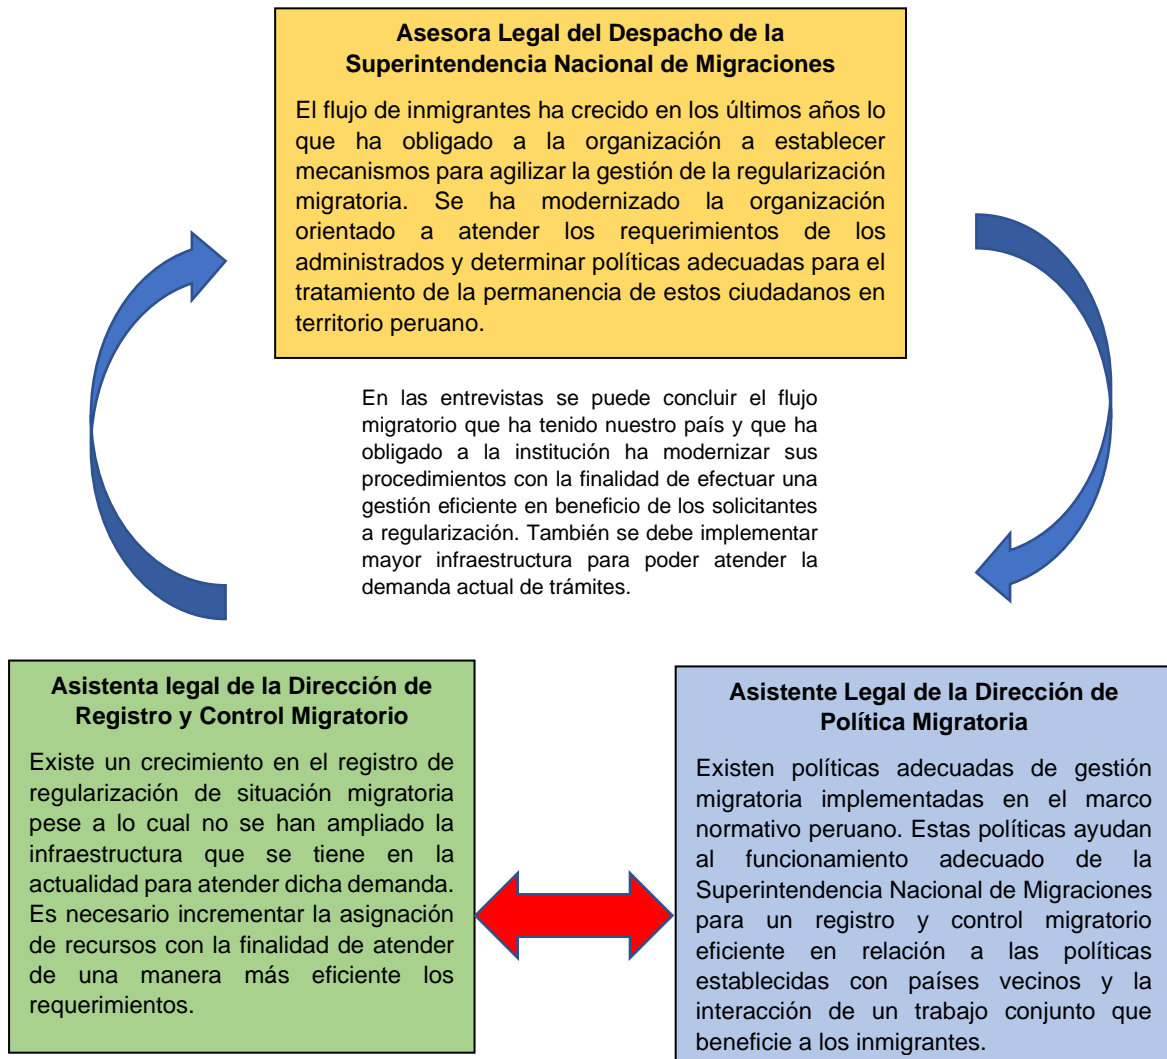 Asesora Legal del Despacho de la
Superintendencia Nacional de Migraciones
El flujo de inmigrantes ha crecido en los últimos años lo
que ha obligado a la organización a establecer
mecanismos para agilizar la gestión de la regularización
migratoria. Se ha modernizado la organización
orientado a atender los requerimientos de los
administrados y determinar políticas adecuadas para el
tratamiento de la permanencia de estos ciudadanos en
territorio peruano.
En las entrevistas se puede concluir el flujo
migratorio que ha tenido nuestro país y que ha
obligado a la institución ha modernizar sus
procedimientos con la finalidad de efectuar una
gestión eficiente en beneficio de los solicitantes
a regularización. También se debe implementar
mayor infraestructura para poder atender la
demanda actual de trámites.
Asistenta legal de la Dirección de
Registro y Control Migratorio
Existe un crecimiento en el registro de
regularización de situación migratoria
pese a lo cual no se han ampliado la
infraestructura que se tiene en la
actualidad para atender dicha demanda.
Es necesario incrementar la asignación
de recursos con la finalidad de atender
de una manera más eficiente los
requerimientos.
Asistente Legal de la Dirección de
Política Migratoria
Existen políticas adecuadas de gestión
migratoria implementadas en el marco
normativo peruano. Estas políticas ayudan
al funcionamiento adecuado de la
Superintendencia Nacional de Migraciones
para un registro y control migratorio
eficiente en relación a las políticas
establecidas con países vecinos y la
interacción de un trabajo conjunto que
beneficie a los inmigrantes.